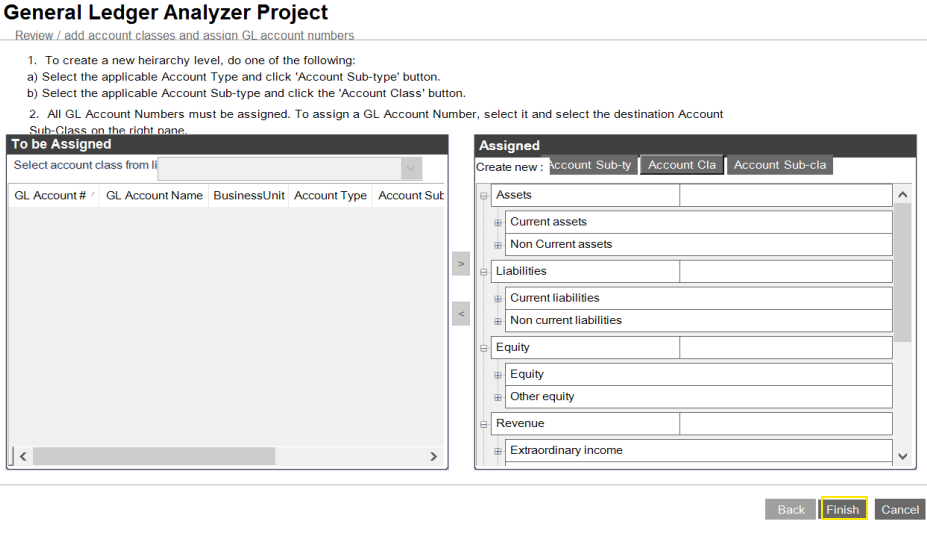 General Ledger Analyzer Project
Review / add account classes and assign GL account numbers
1. To create a new heirarchy level, do one of the following:
a) Select the applicable Account Type and click 'Account Sub-type' button.
b) Select the applicable Account Sub-type and click the 'Account Class' button.
2. All GL Account Numbers must be assigned. To assign a GL Account Number, select it and select the destination Account
Sub-Class on the right pane.
To be Assigned
Select account class from li
GL Account # GL Account Name BusinessUnit Account Type Account Sub
>
<
Assigned
Create new : Account Sub-ty Account Cla Account Sub-cla
Assets
Current assets
Non Current assets
Liabilities
Current liabilities
Non current liabilities
Equity
Equity
Other equity
Revenue
Extraordinary income
Back Finish Cancel